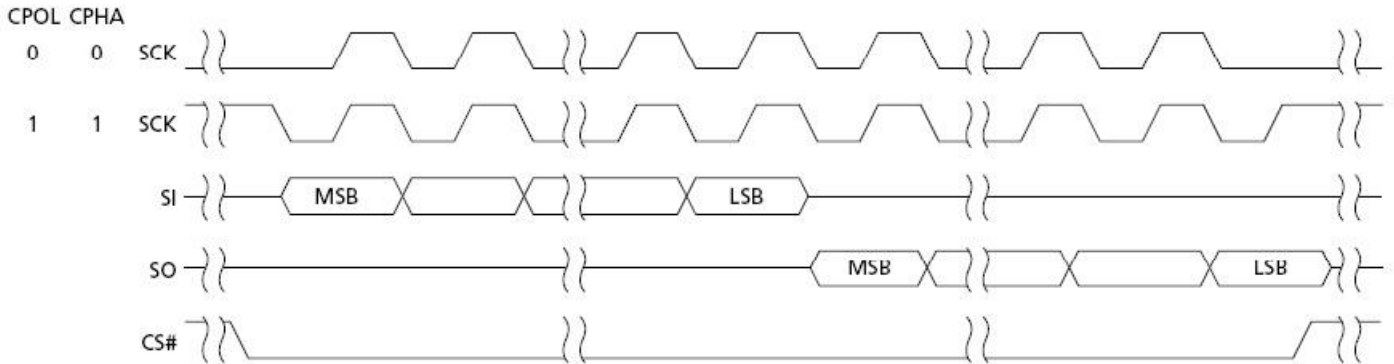 CPOL CPHA
0 0 SCK
1 1 SCK
SI MSB LSB
SO MSB LSB
CS#